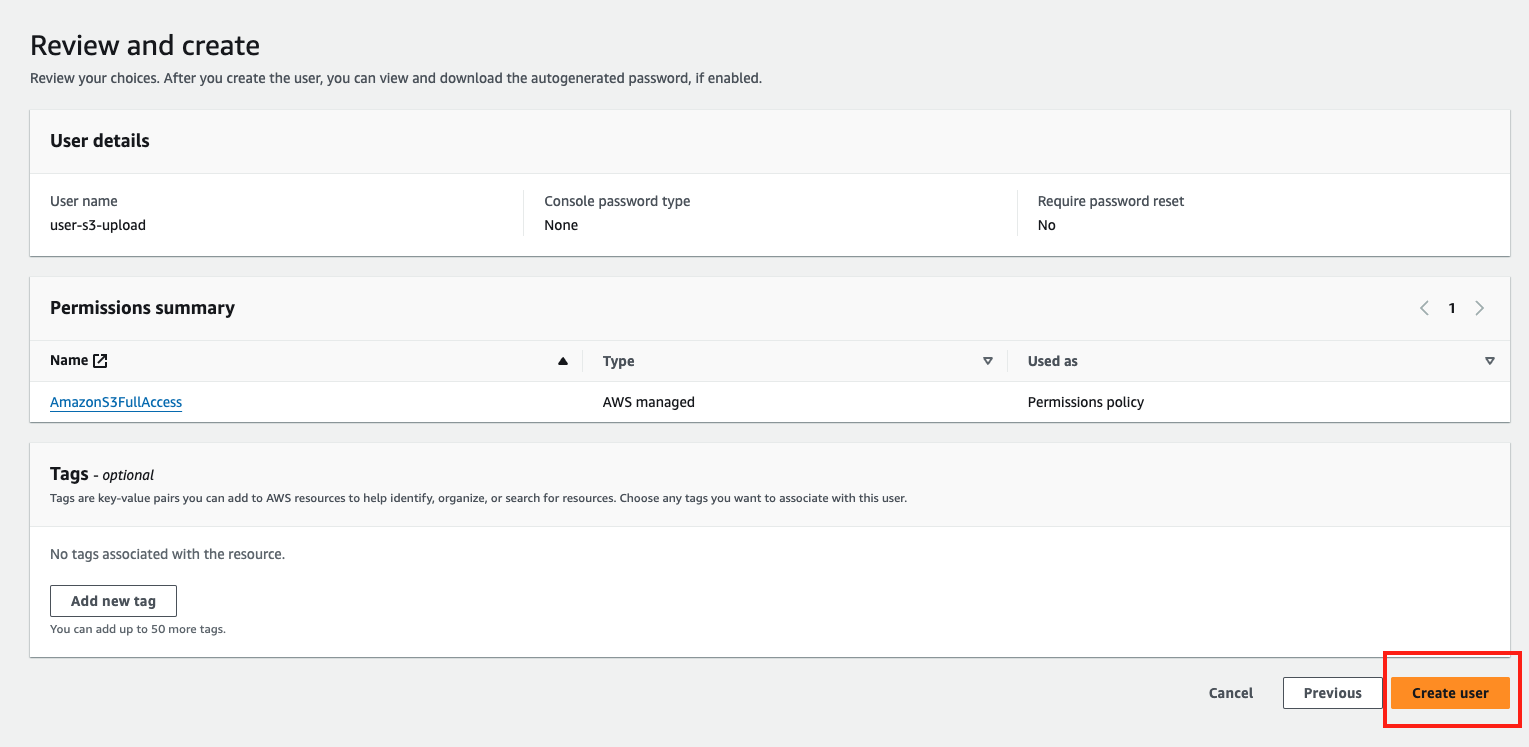 Review and create
Review your choices. After you create the user, you can view and download the autogenerated password, if enabled.
User details
User name
Console password type
Require password reset
user-s3-upload
None
No
Permissions summary
1
Name
Type
Used as
AmazonS3FullAccess
AWS managed
Permissions policy
Tags - optional
Tags are key-value pairs you can add to AWS resources to help identify, organize, or search for resources. Choose any tags you want to associate with this user.
No tags associated with the resource.
Add new tag
You can add up to 50 more tags.
Cancel
Previous
Create user